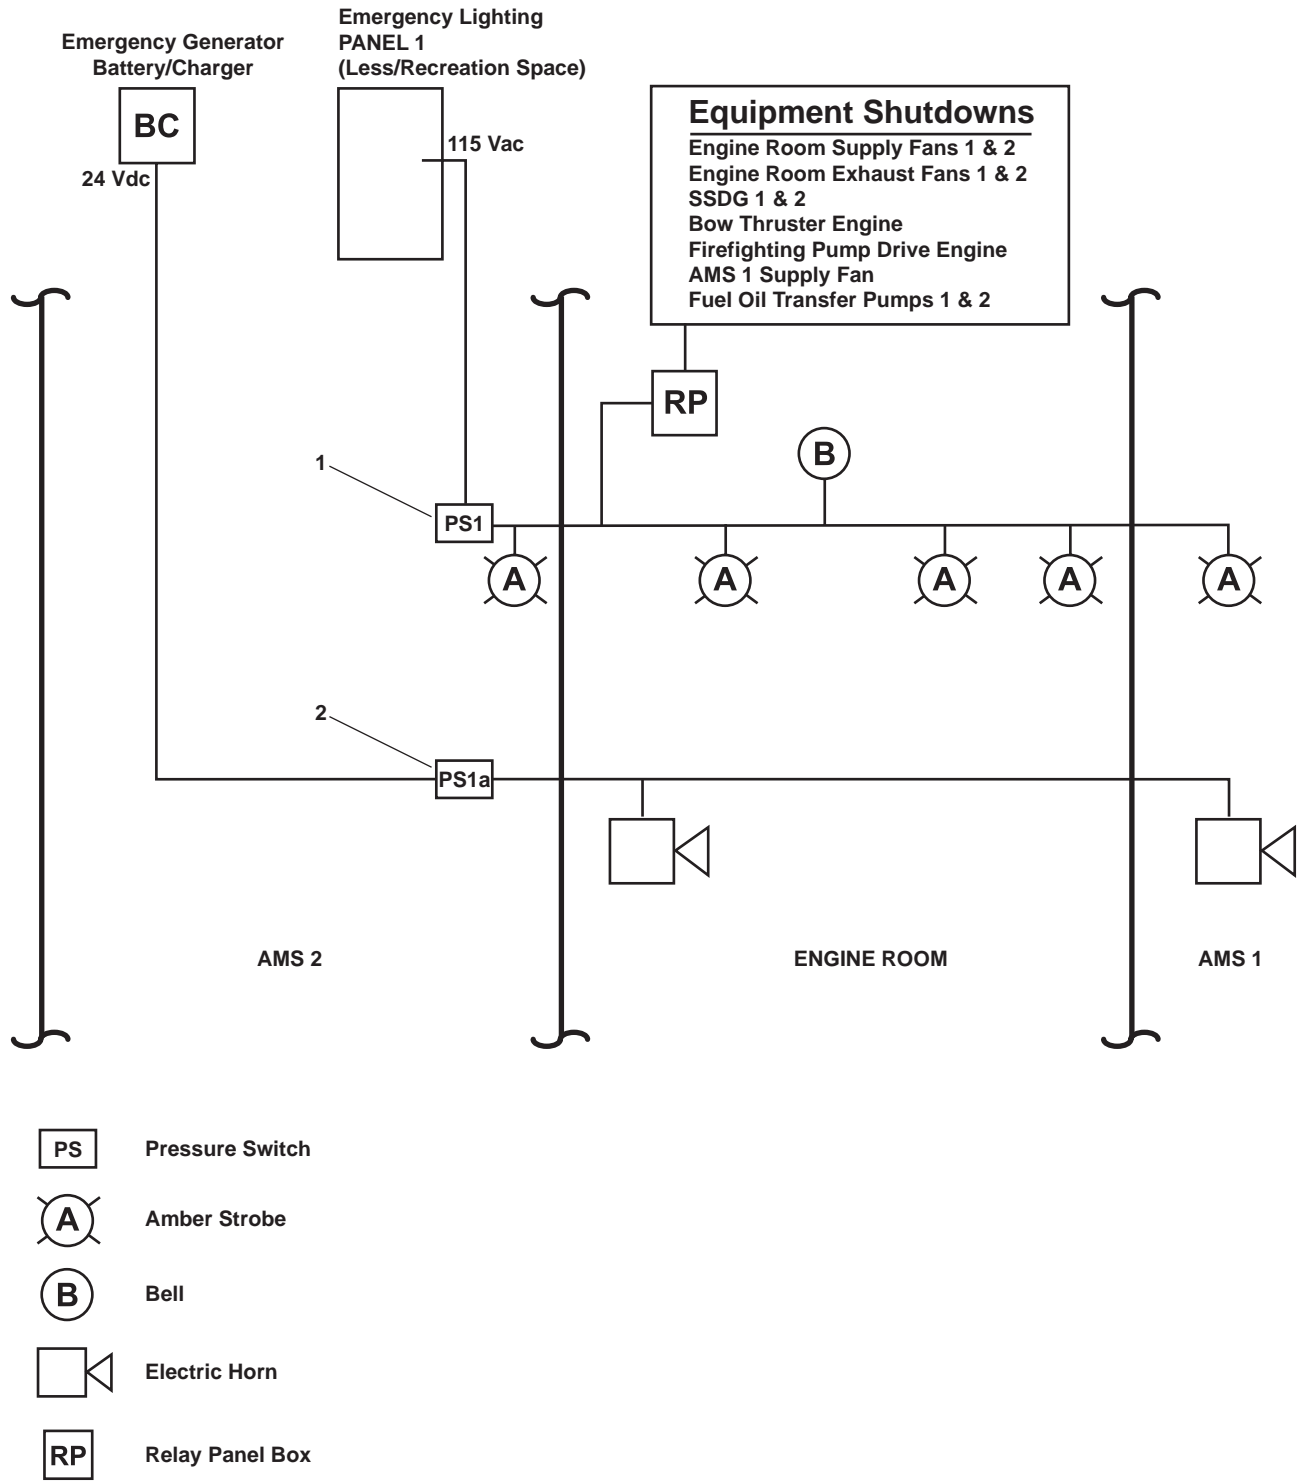 Emergency Generator
Battery/Charger
BC
24 Vdc
Emergency Lighting
PANEL 1
(Less/Recreation Space)
115 Vac
Equipment Shutdowns
Engine Room Supply Fans 1 & 2
Engine Room Exhaust Fans 1 & 2
SSDG 1 & 2
Bow Thruster Engine
Firefighting Pump Drive Engine
AMS 1 Supply Fan
Fuel Oil Transfer Pumps 1 & 2
RP
B
1
PS1
A
A
A
A
A
2
PS1a
AMS 2
ENGINE ROOM
AMS 1
PS Pressure Switch
A Amber Strobe
B Bell
Electric Horn
RP Relay Panel Box